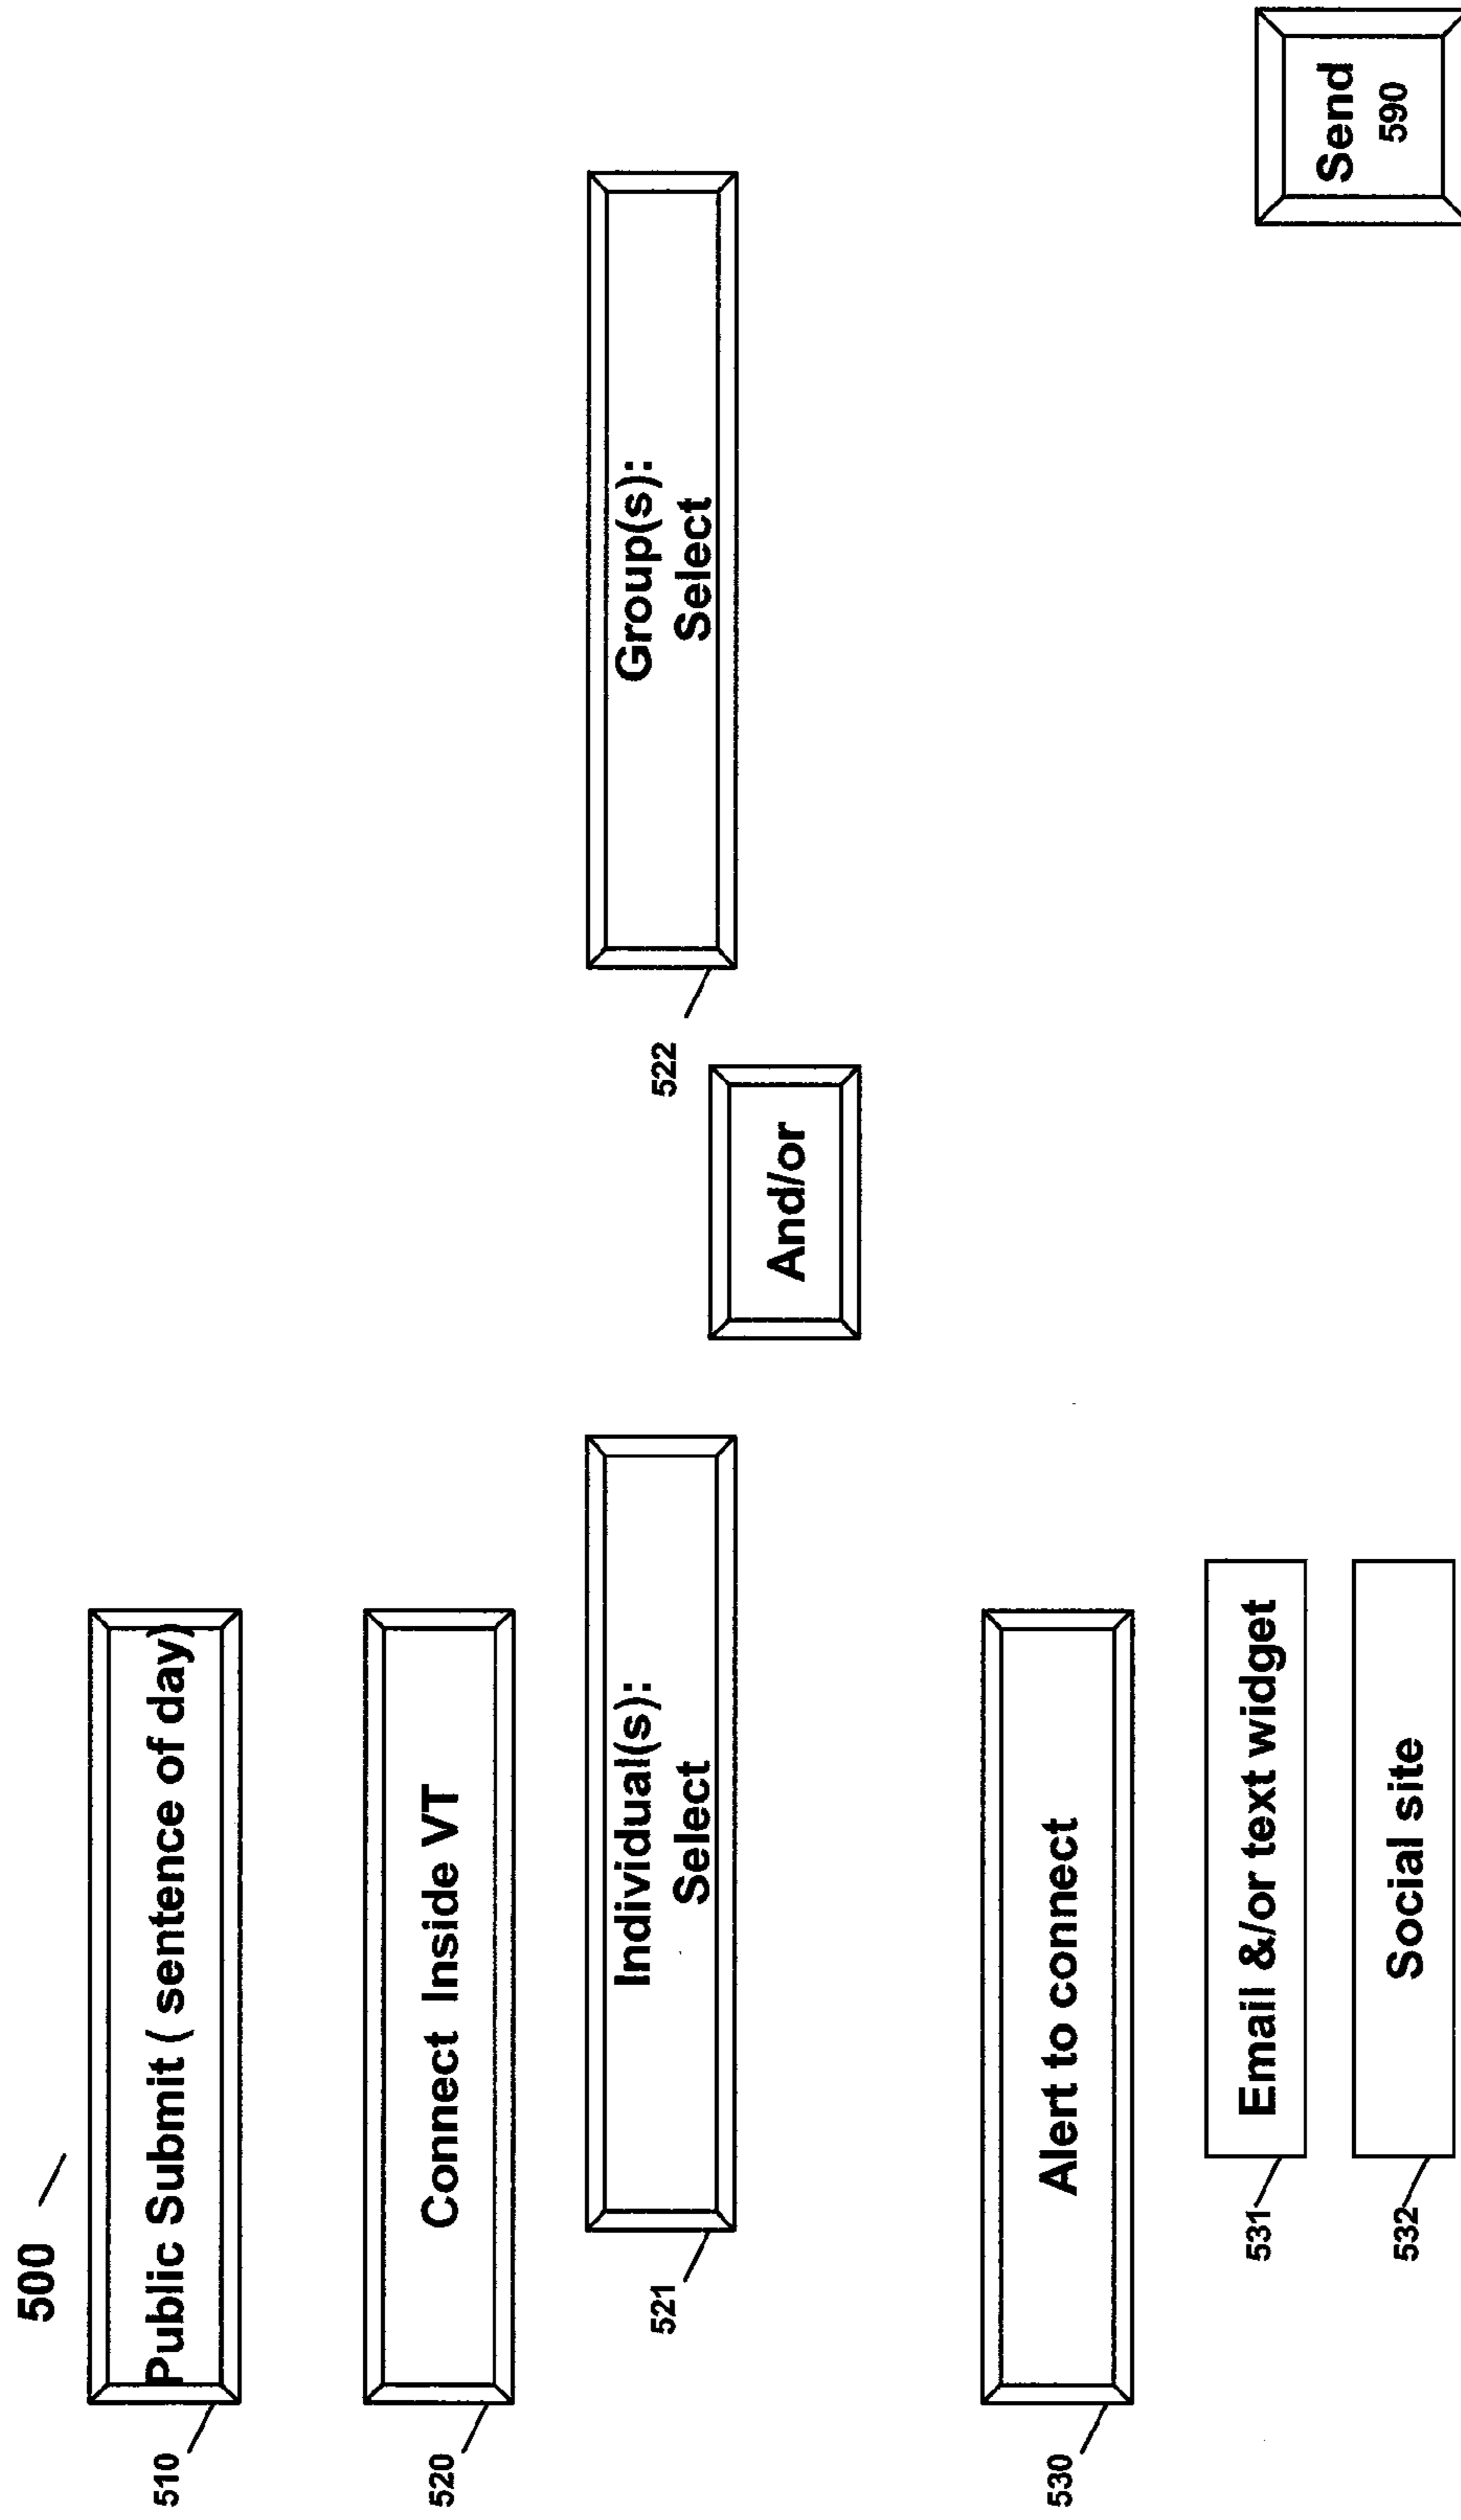 500
510
Public Submit ( sentence of day)
520
Connect Inside VT
521
Individual(s):
Select
And/or
522
Group(s):
Select
530
Alert to connect
531
Email &/or text widget
532
Social site
Send
590